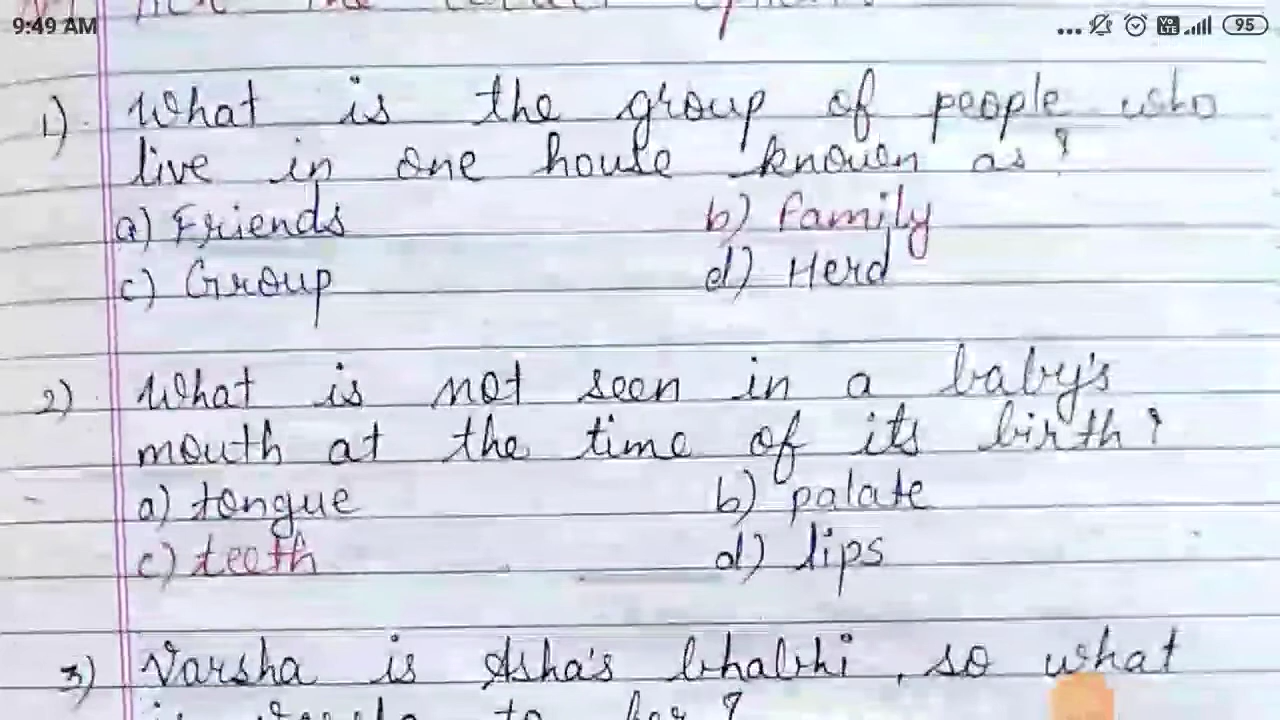 9:49 AM
95
1) What is the group of people who
live in one house known as?
a) Friends b) Family
c) Group d) Herd
2) What is not seen in a baby's
mouth at the time of its birth?
a) tongue b) palate
c) teeth d) lips
3) Varsha is Asha's bhabhi, so what
to her?